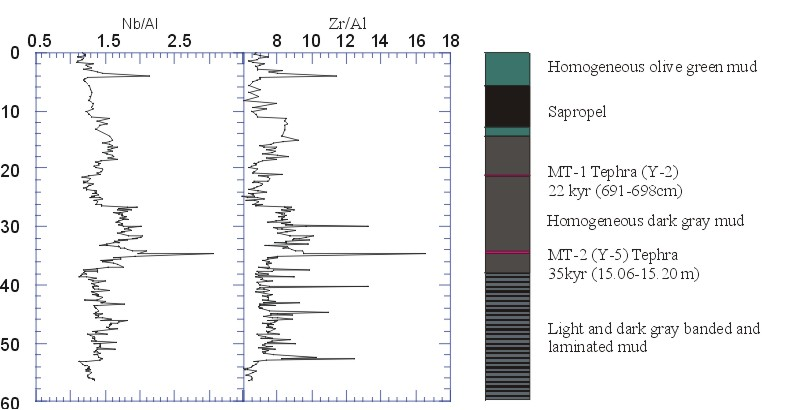 Nb/Al Zr/Al
0.5 1.5 2.5 8 10 12 14 16 18
0
10
20
30
40
50
60
Homogeneous olive green mud
Sapropel
MT-1 Tephra (Y-2)
22 kyr (691-698cm)
Homogeneous dark gray mud
MT-2 (Y-5) Tephra
35kyr (15.06-15.20 m)
Light and dark gray banded and
laminated mud